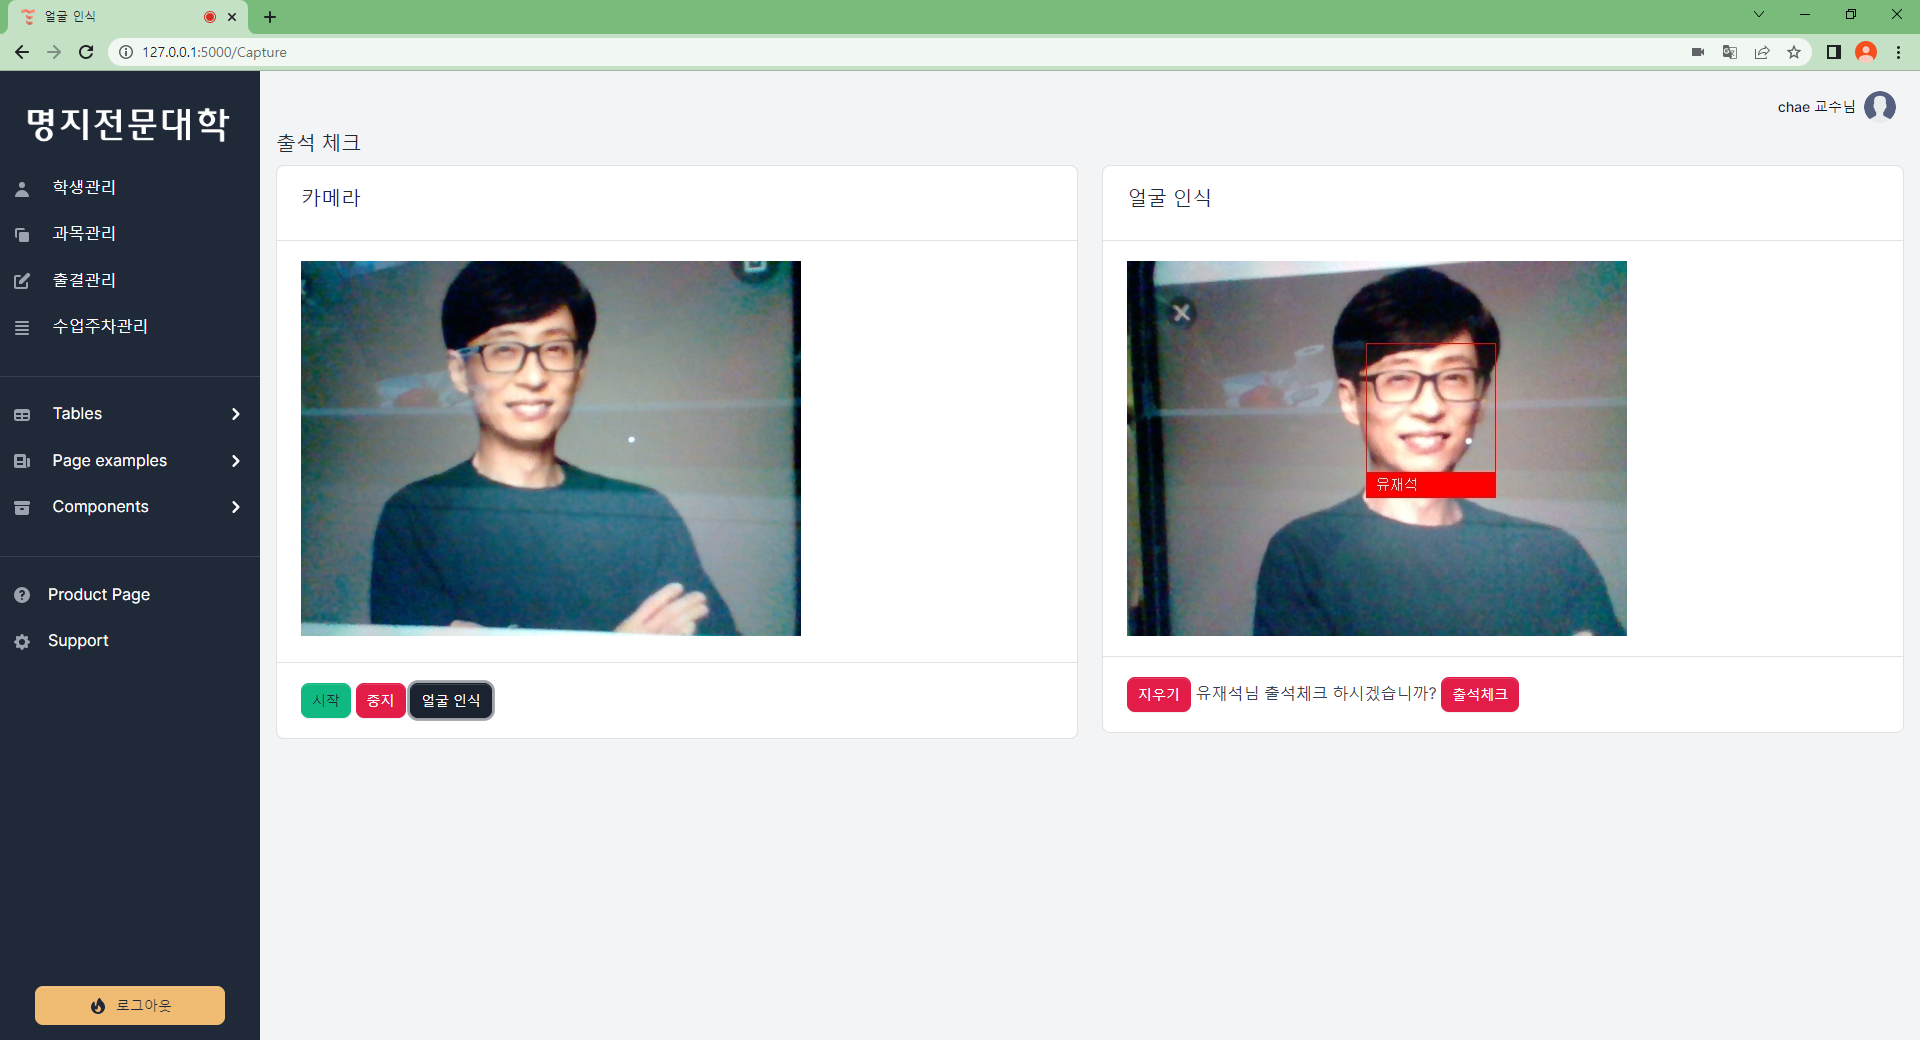 얼굴 인식
127.0.0.1:5000/Capture
명지전문대학
학생관리
과목관리
출결관리
수업주차관리
Tables
Page examples
Components
Product Page
Support
로그아웃
chae 교수님
출석 체크
카메라
시작 중지 얼굴 인식
얼굴 인식
유재석
지우기 유재석님 출석체크 하시겠습니까? 출석체크